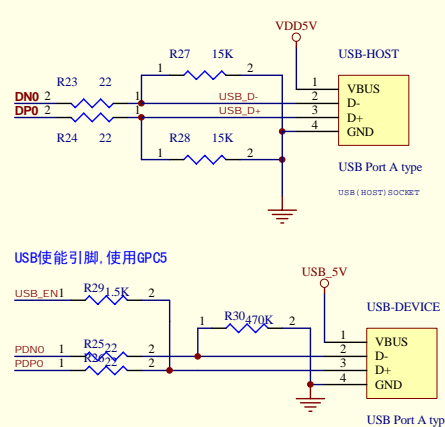 VDD5V
R27 15K
USB-HOST
1 2
R23 22
1 VBUS
DN0 2 1 USB_D- 2 D-
DP0 2 1 USB_D+ 3 D+
4 GND
R24 22
R28 15K
1 2
USB Port A type
USB(HOST)SOCKET
USB使能引脚,使用GPC5
USB_5V
R29 1.5K
USB_EN 1 2
R30 470K
USB-DEVICE
1 2
1 VBUS
R25 22
PDN0 1 2 2 D-
R26 22
PDP0 1 2 3 D+
4 GND
USB Port A typ